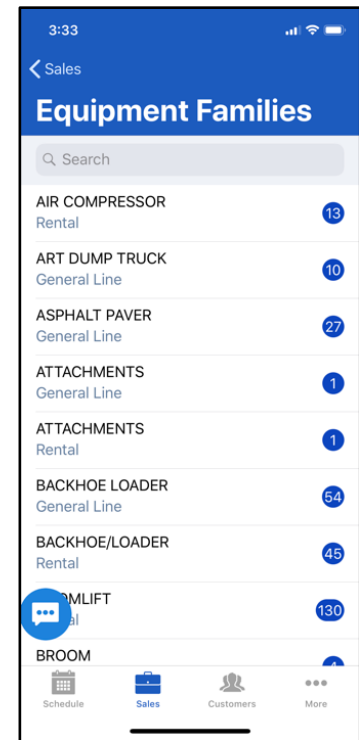 3:33
Sales
Equipment Families
Search
AIR COMPRESSOR
Rental
13
ART DUMP TRUCK
General Line
10
ASPHALT PAVER
General Line
27
ATTACHMENTS
General Line
1
ATTACHMENTS
Rental
1
BACKHOE LOADER
General Line
54
BACKHOE/LOADER
Rental
45
130
BROOM
Schedule
Sales
Customers
More